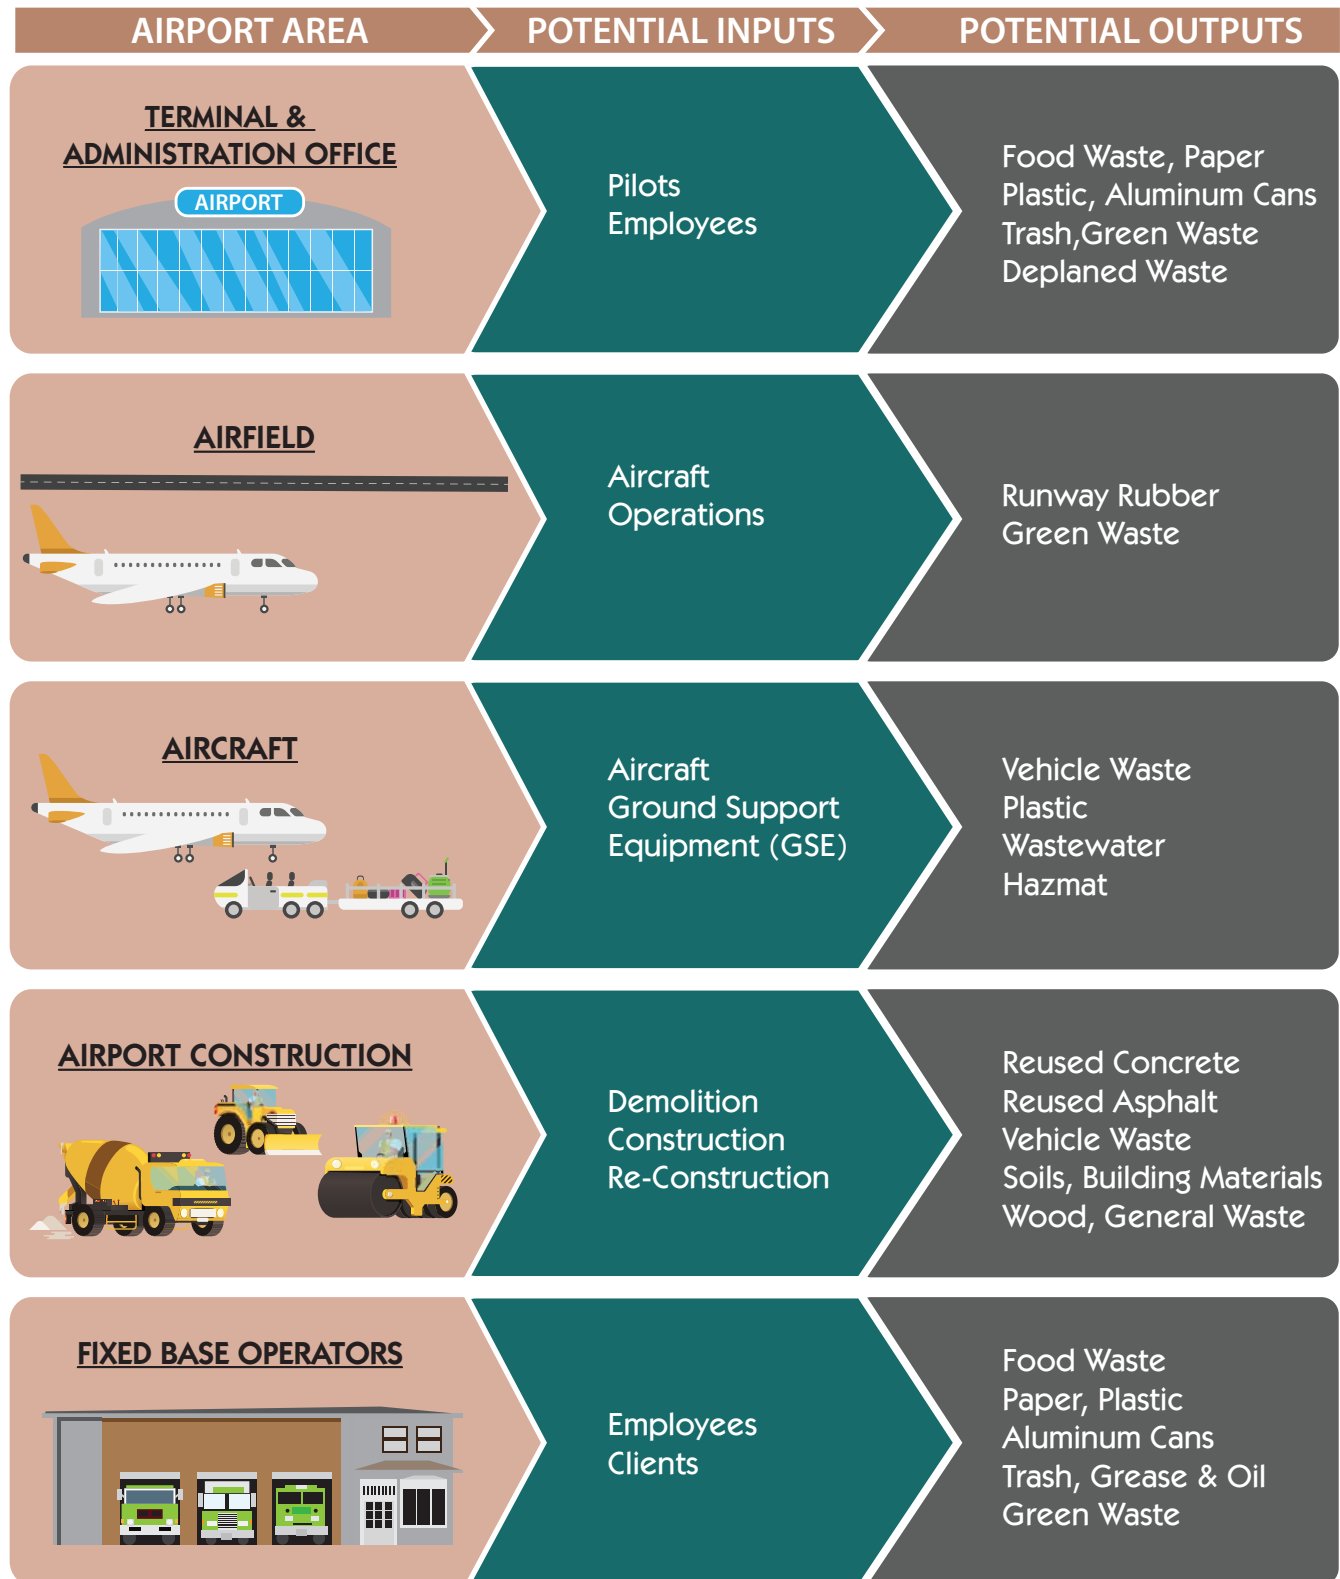 AIRPORT AREA
POTENTIAL INPUTS
POTENTIAL OUTPUTS
TERMINAL &
ADMINISTRATION OFFICE
AIRPORT
Pilots
Employees
Food Waste, Paper
Plastic, Aluminum Cans
Trash,Green Waste
Deplaned Waste
AIRFIELD
Aircraft
Operations
Runway Rubber
Green Waste
AIRCRAFT
Aircraft
Ground Support
Equipment (GSE)
Vehicle Waste
Plastic
Wastewater
Hazmat
AIRPORT CONSTRUCTION
Demolition
Construction
Re-Construction
Reused Concrete
Reused Asphalt
Vehicle Waste
Soils, Building Materials
Wood, General Waste
FIXED BASE OPERATORS
Employees
Clients
Food Waste
Paper, Plastic
Aluminum Cans
Trash, Grease & Oil
Green Waste